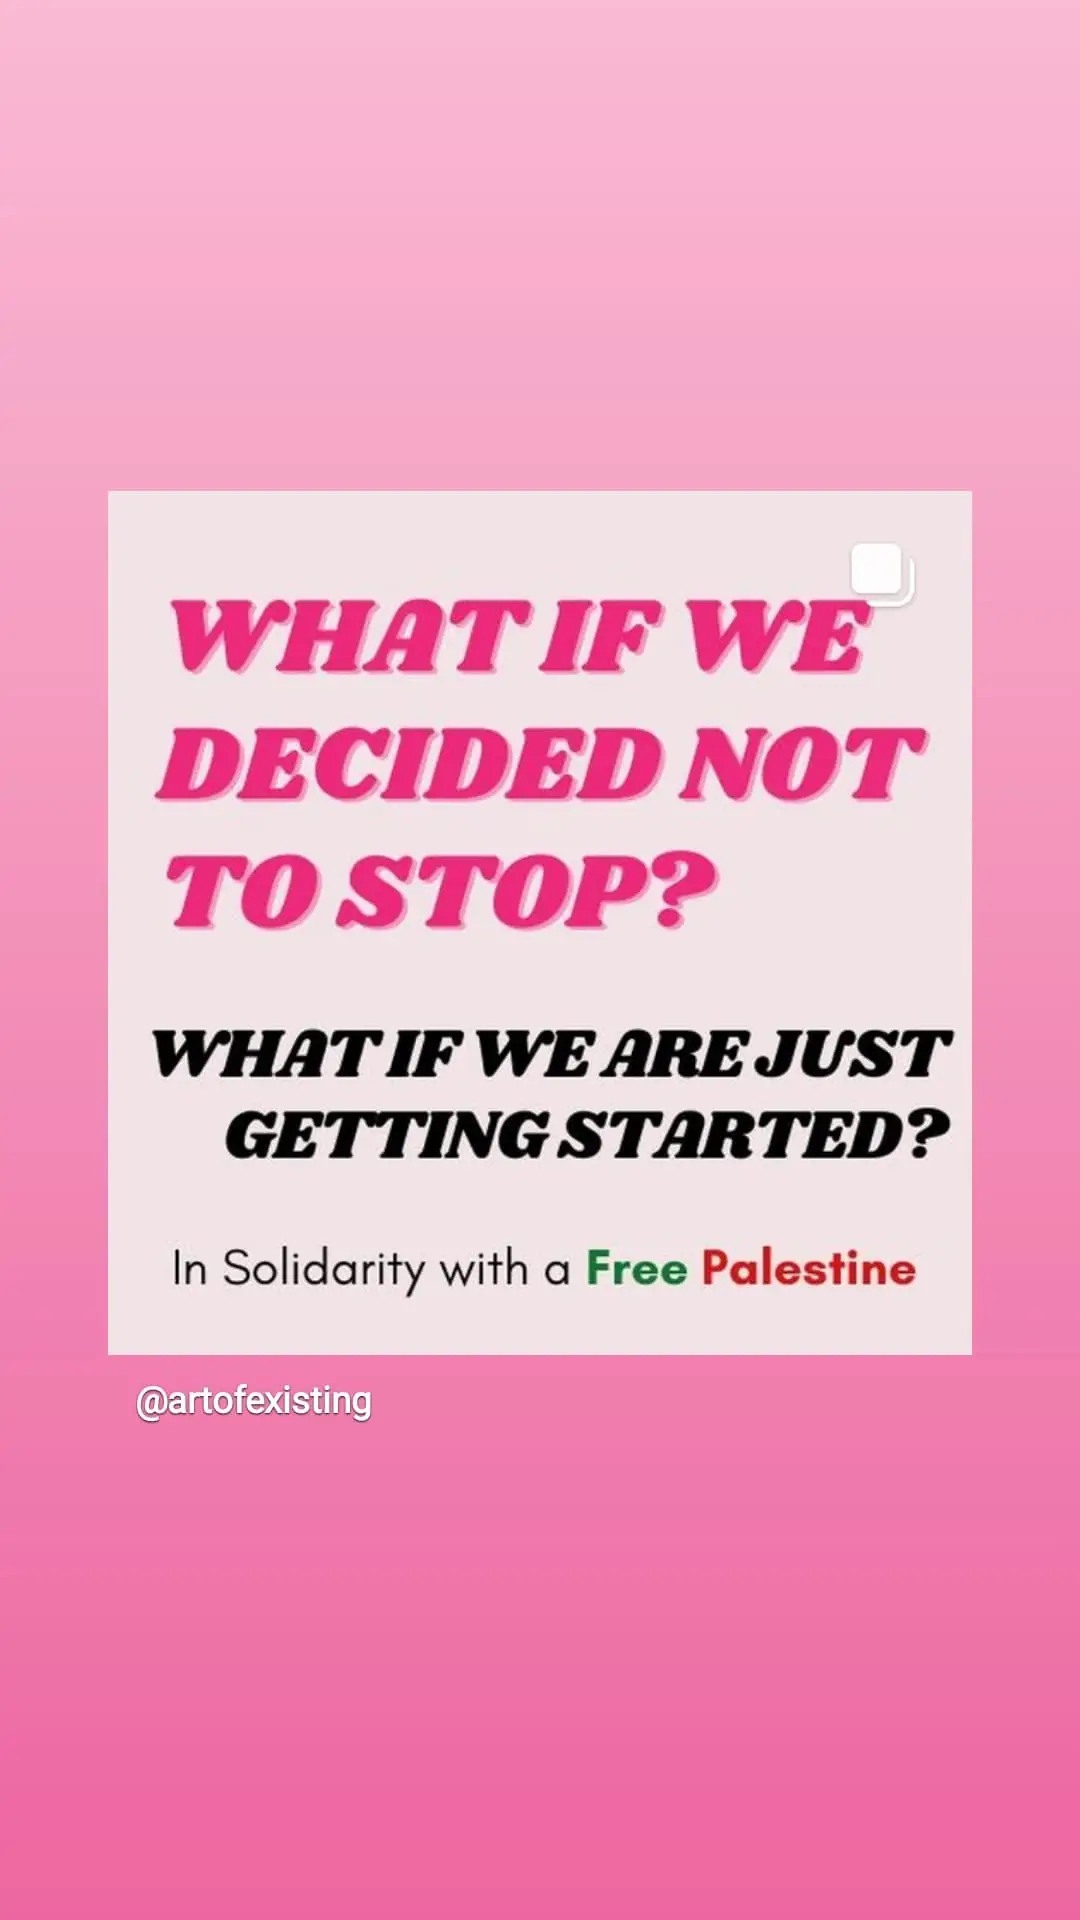 WHAT IF WE
DECIDED NOT
TO STOP?
WHAT IF WE ARE JUST
GETTING STARTED?
In Solidarity with a Free Palestine
@artofexisting